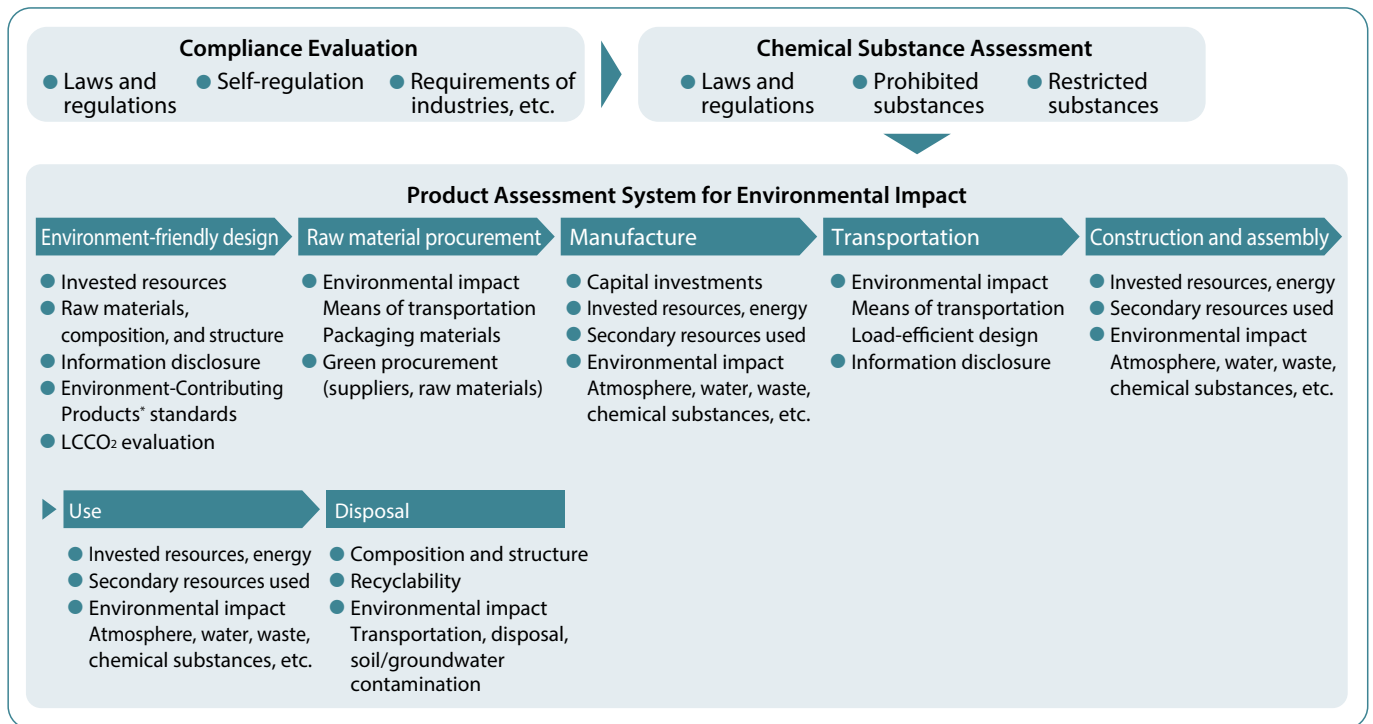 Compliance Evaluation
● Laws and regulations
● Self-regulation
● Requirements of industries, etc.
Chemical Substance Assessment
● Laws and regulations
● Prohibited substances
● Restricted substances
Product Assessment System for Environmental Impact
Environment-friendly design
● Invested resources
● Raw materials,
composition, and structure
● Information disclosure
● Environment-Contributing
Products* standards
● LCCO₂ evaluation
Raw material procurement
● Environmental impact
Means of transportation
Packaging materials
● Green procurement
(suppliers, raw materials)
Manufacture
● Capital investments
● Invested resources, energy
● Secondary resources used
● Environmental impact
Atmosphere, water, waste,
chemical substances, etc.
Transportation
● Environmental impact
Means of transportation
Load-efficient design
● Information disclosure
Construction and assembly
● Invested resources, energy
● Secondary resources used
● Environmental impact
Atmosphere, water, waste,
chemical substances, etc.
Use
● Invested resources, energy
● Secondary resources used
● Environmental impact
Atmosphere, water, waste,
chemical substances, etc.
Disposal
● Composition and structure
● Recyclability
● Environmental impact
Transportation, disposal,
soil/groundwater
contamination